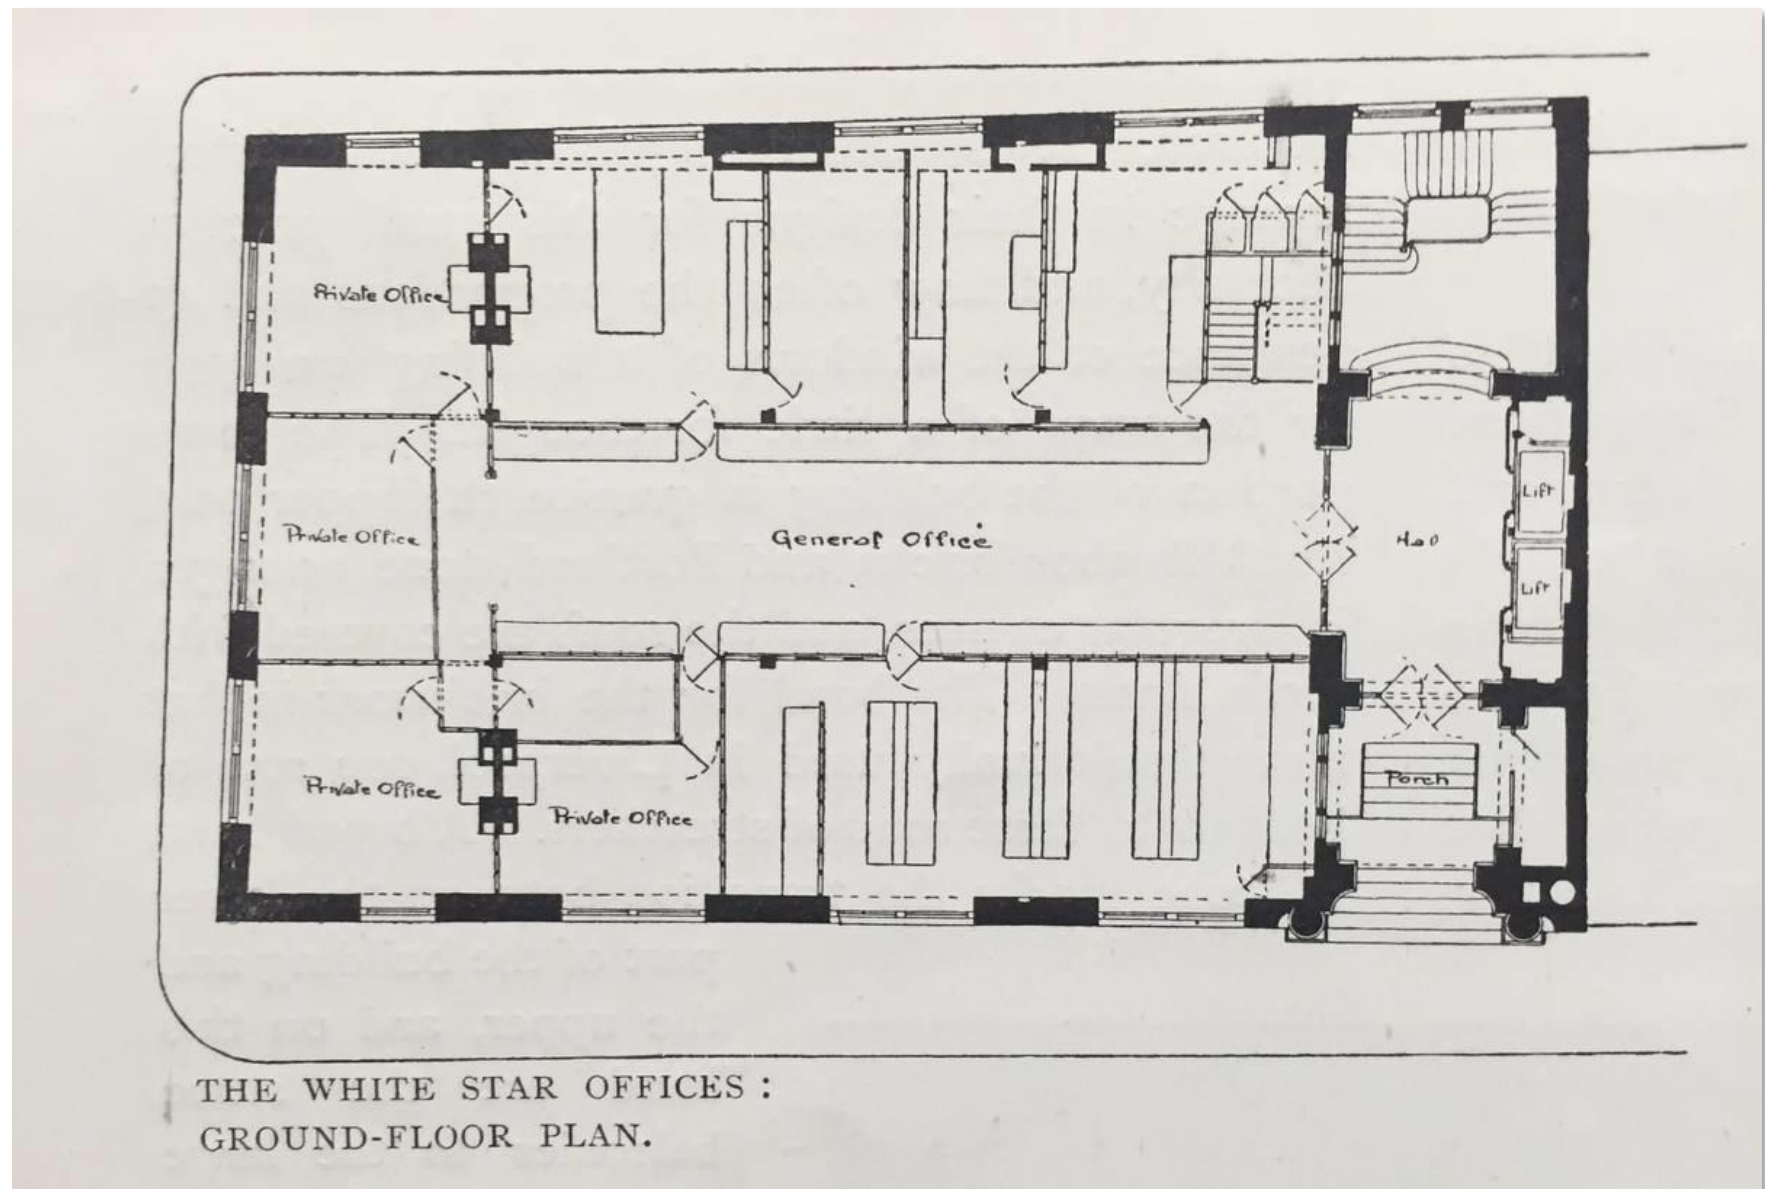 Private Office
Private Office
General Office
Hall
Lift
Lift
Private Office
Private Office
Porch
THE WHITE STAR OFFICES :
GROUND-FLOOR PLAN.